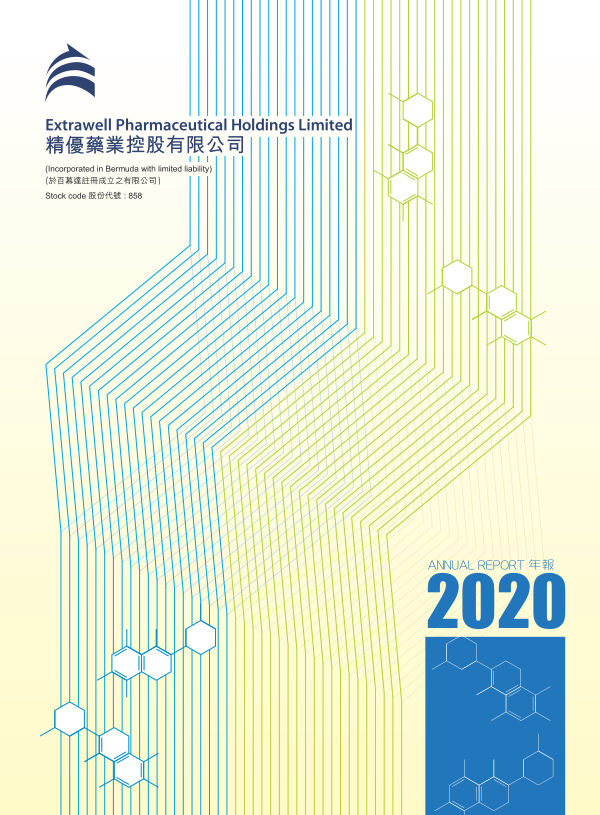 Extrawell Pharmaceutical Holdings Limited
精優藥業控股有限公司
(Incorporated in Bermuda with limited liability)
(於百慕達註冊成立之有限公司)
Stock code 股份代號 : 858
ANNUAL REPORT 年報
2020